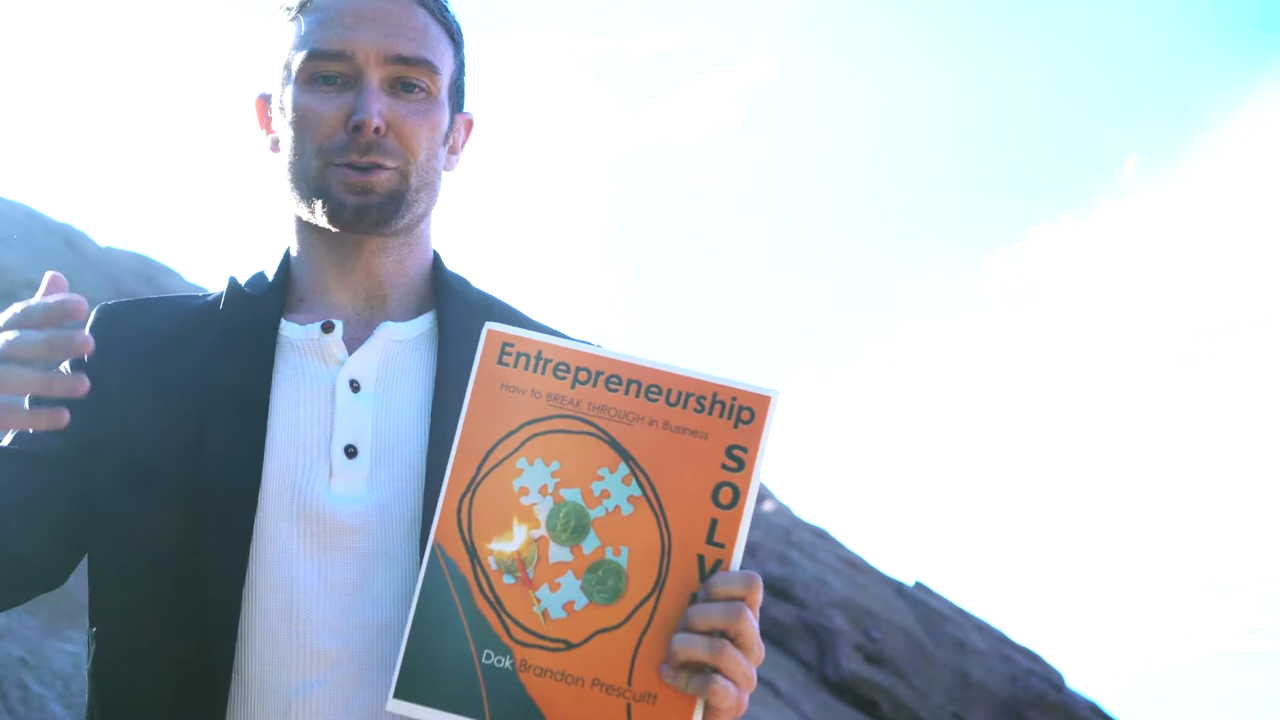 Entrepreneurship
How to BREAK THROUGH in Business
SOLV
Dak Brandon Prescuitt